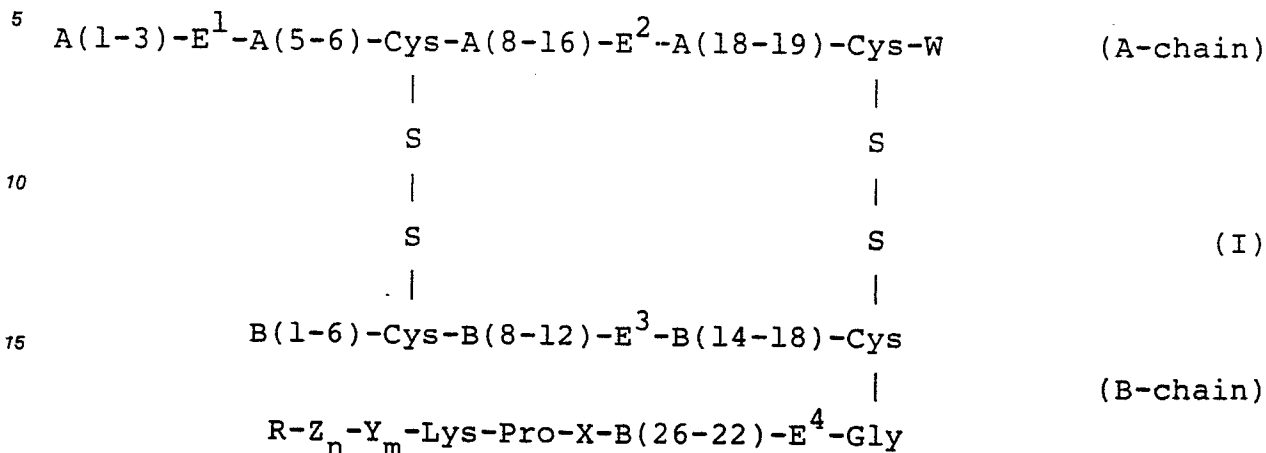 5
A(1-3)-E¹-A(5-6)-Cys-A(8-16)-E²-A(18-19)-Cys-W (A-chain)
| |
S S
10
| |
S S (I)
| |
15 B(1-6)-Cys-B(8-12)-E³-B(14-18)-Cys
| (B-chain)
R-Zₙ-Yₘ-Lys-Pro-X-B(26-22)-E⁴-Gly